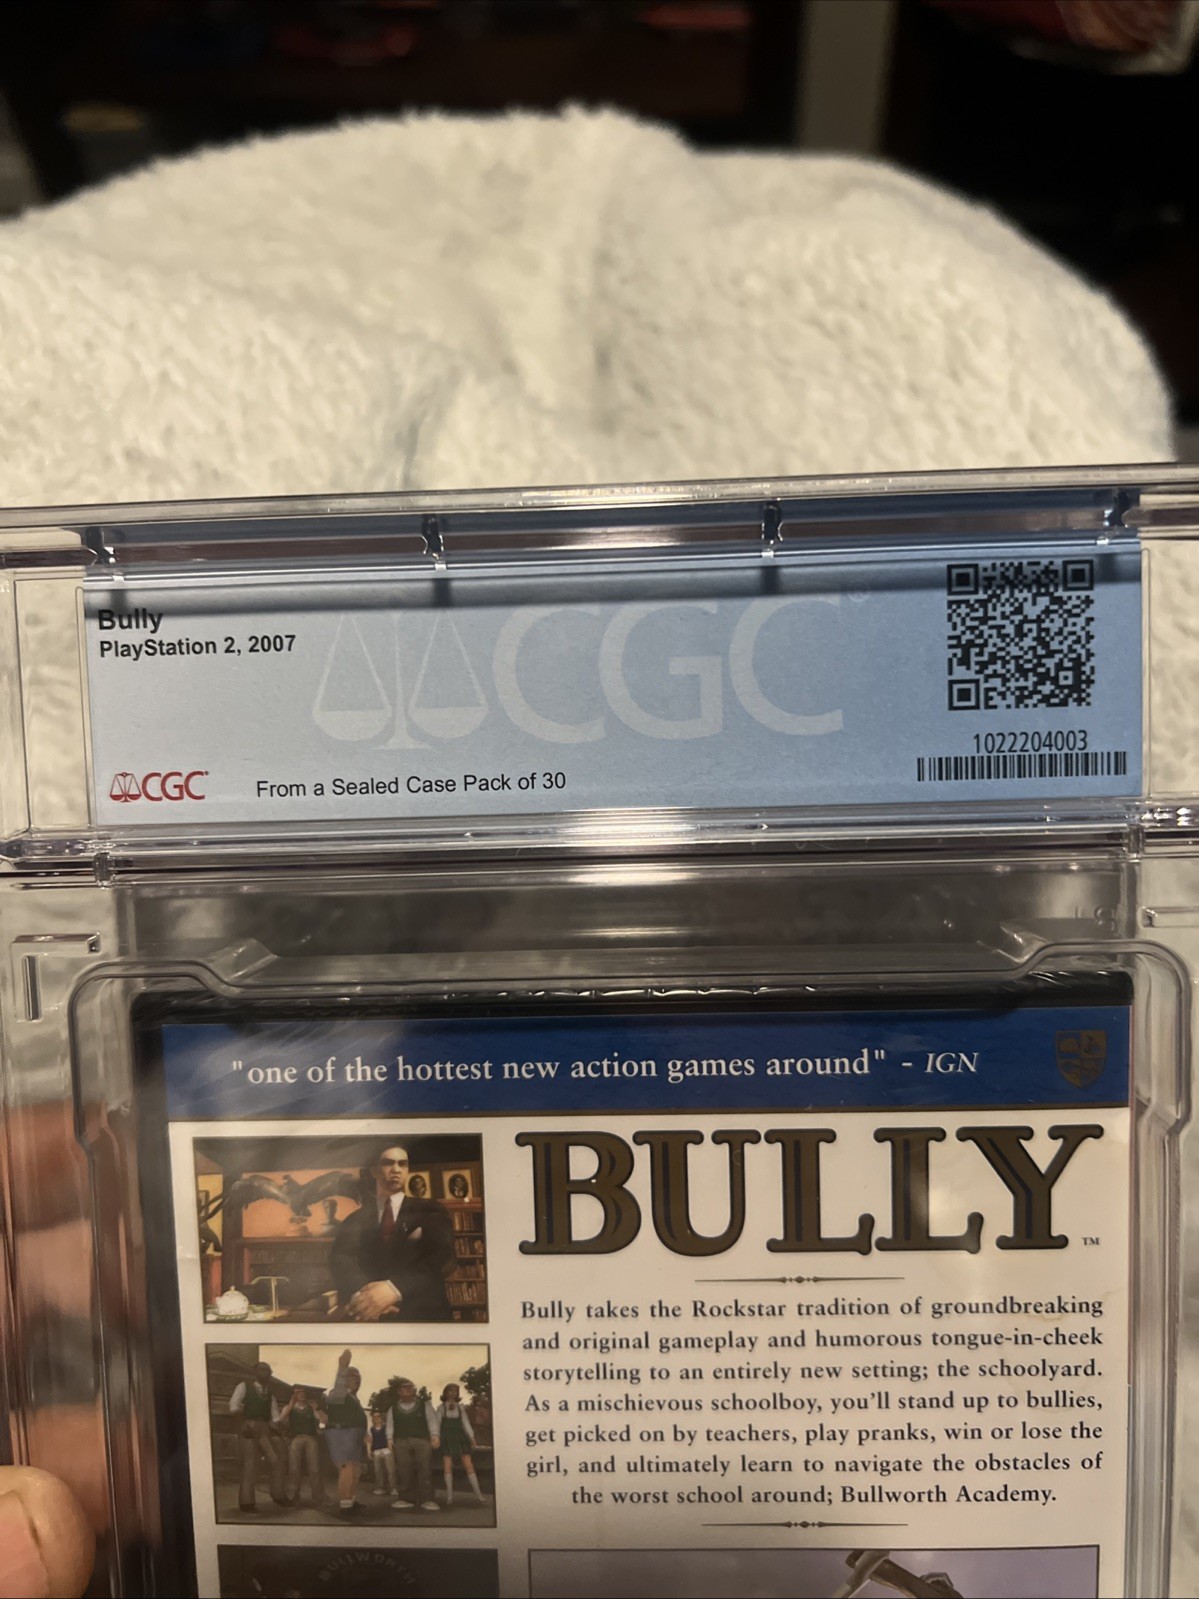 Bully
PlayStation 2, 2007
CGC®
1022204003
CGC
From a Sealed Case Pack of 30
"one of the hottest new action games around" - IGN
BULLY™
Bully takes the Rockstar tradition of groundbreaking
and original gameplay and humorous tongue-in-cheek
storytelling to an entirely new setting; the schoolyard.
As a mischievous schoolboy, you'll stand up to bullies,
get picked on by teachers, play pranks, win or lose the
girl, and ultimately learn to navigate the obstacles of
the worst school around; Bullworth Academy.
BULLWORTH